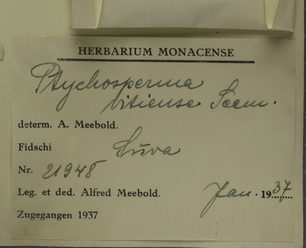 HERBARIUM MONACENSE
Ptychosperma
vitiense Seem.
determ. A. Meebold.
Fidschi Suva
Nr. 21948
Leg. et ded. Alfred Meebold. Jan. 1937
Zugegangen 1937